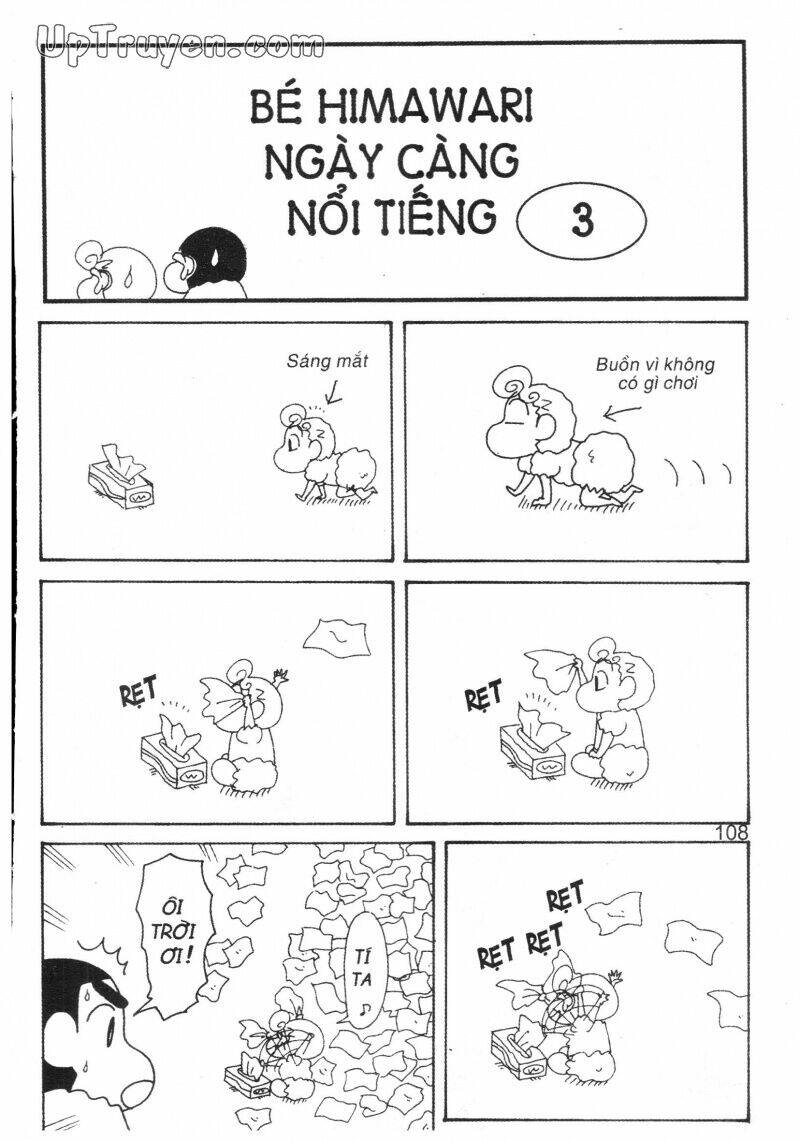 UpTruyen.com
BÉ HIMAWARI
NGÀY CÀNG
NỔI TIẾNG 3
Buồn vì không
có gì chơi
Sáng mắt
RẸT
RẸT
108
RẸT
RẸT RẸT
TÍ
TA
ÔI
TRỜI
ƠI!